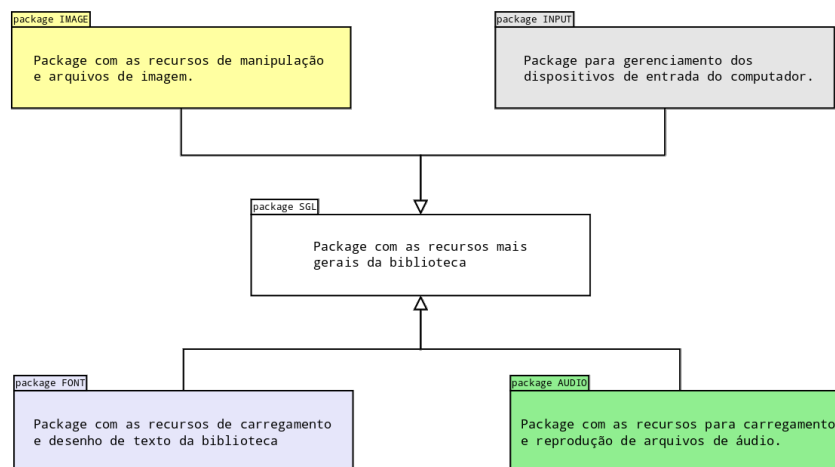 package IMAGE
Package com as recursos de manipulação
e arquivos de imagem.
package INPUT
Package para gerenciamento dos
dispositivos de entrada do computador.
package SGL
Package com as recursos mais
gerais da biblioteca
package FONT
Package com as recursos de carregamento
e desenho de texto da biblioteca
package AUDIO
Package com as recursos para carregamento
e reprodução de arquivos de áudio.